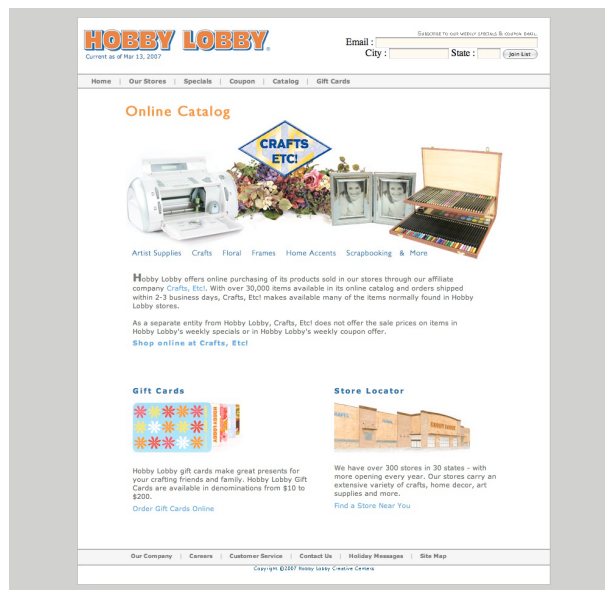 HOBBY LOBBY
Current as of Mar 13, 2007
Subscribe to our weekly specials & coupon email.
Email :
City : State : Join List
Home | Our Stores | Specials | Coupon | Catalog | Gift Cards
Online Catalog
CRAFTS
ETC!
Artist Supplies Crafts Floral Frames Home Accents Scrapbooking & More
Hobby Lobby offers online purchasing of its products sold in our stores through our affiliate
company Crafts, Etc!. With over 30,000 items available in its online catalog and orders shipped
within 2-3 business days, Crafts, Etc! makes available many of the items normally found in Hobby
Lobby stores.
As a separate entity from Hobby Lobby, Crafts, Etc! does not offer the sale prices on items in
Hobby Lobby's weekly specials or in Hobby Lobby's weekly coupon offer.
Shop online at Crafts, Etc!
Gift Cards
HOBBY LOBBY
Hobby Lobby gift cards make great presents for
your crafting friends and family. Hobby Lobby Gift
Cards are available in denominations from $10 to
$200.
Order Gift Cards Online
Store Locator
CRAFTS
HOBBY LOBBY
We have over 300 stores in 30 states - with
more opening every year. Our stores carry an
extensive variety of crafts, home decor, art
supplies and more.
Find a Store Near You
Our Company | Careers | Customer Service | Contact Us | Holiday Messages | Site Map
Copyright ©2007 Hobby Lobby Creative Centers